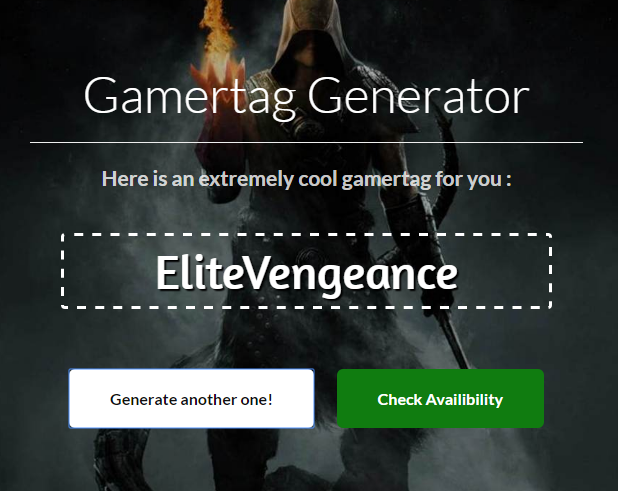 Gamertag Generator
Here is an extremely cool gamertag for you :
EliteVengeance
Generate another one!
Check Availibility